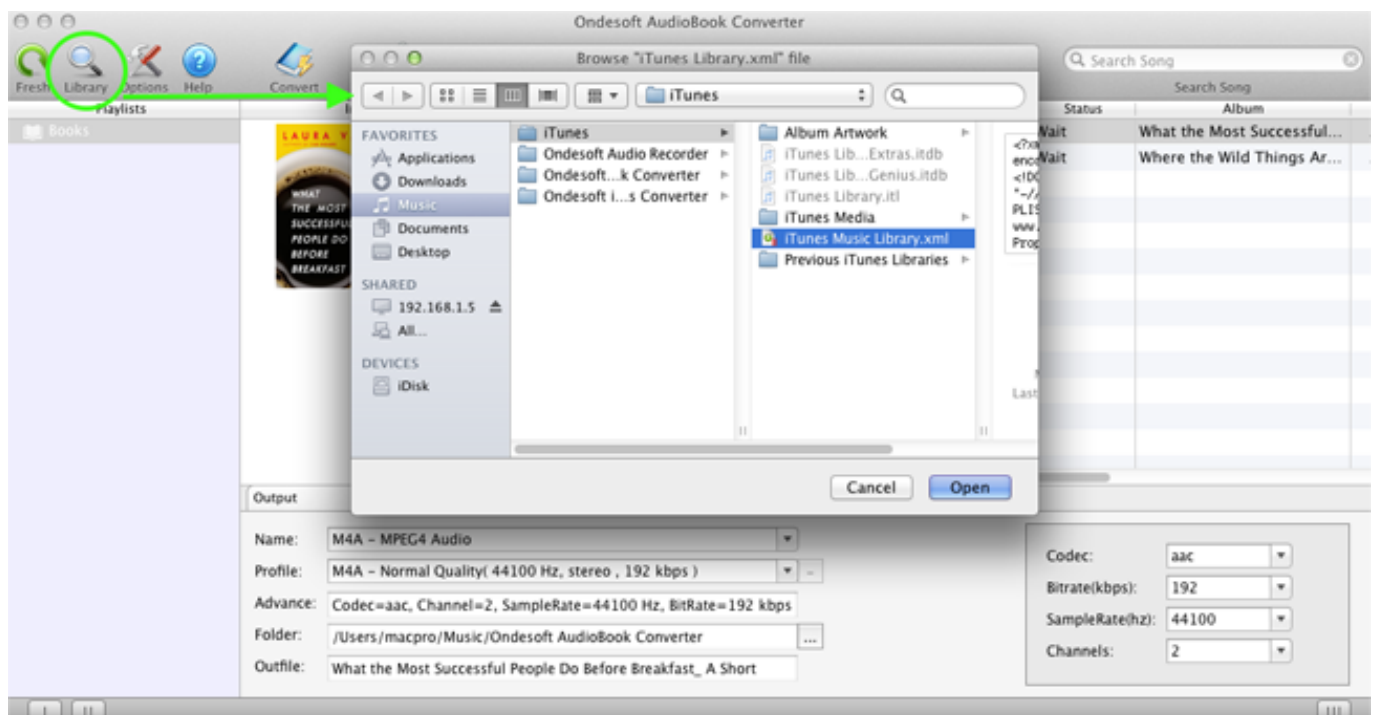 Ondesoft AudioBook Converter
Fresh Library Options Help Convert
Search Song
Search Song
Playlists
Books
LAURA V
WHAT
THE MOST
SUCCESSFUL
PEOPLE DO
BEFORE
BREAKFAST
Browse "iTunes Library.xml" file
iTunes
FAVORITES
Applications
Downloads
Music
Documents
Desktop
SHARED
192.168.1.5
All...
DEVICES
iDisk
iTunes
Ondesoft Audio Recorder
Ondesoft...k Converter
Ondesoft i...s Converter
Album Artwork
iTunes Lib...Extras.itdb
iTunes Lib...Genius.itdb
iTunes Library.itl
iTunes Media
iTunes Music Library.xml
Previous iTunes Libraries
<?xm
enco
<!DO
"-//
PLIS
www.
Prop
Last
Cancel Open
Status Album
Wait What the Most Successful...
Wait Where the Wild Things Ar...
Output
Name: M4A – MPEG4 Audio
Profile: M4A – Normal Quality( 44100 Hz, stereo , 192 kbps )
Advance: Codec=aac, Channel=2, SampleRate=44100 Hz, BitRate=192 kbps
Folder: /Users/macpro/Music/Ondesoft AudioBook Converter ...
Outfile: What the Most Successful People Do Before Breakfast_ A Short
Codec: aac
Bitrate(kbps): 192
SampleRate(hz): 44100
Channels: 2